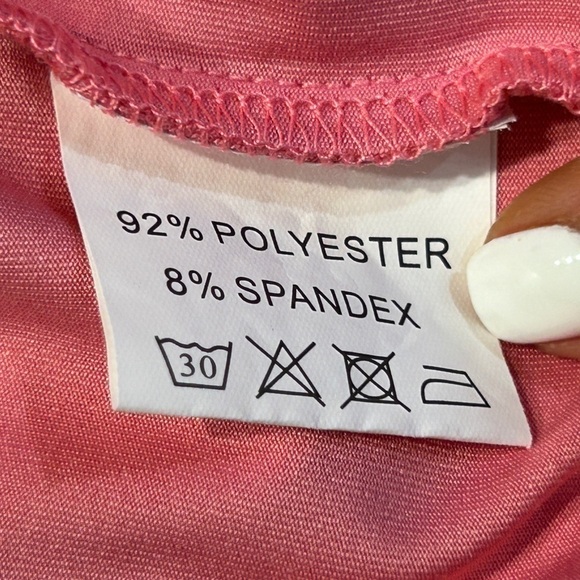 92% POLYESTER
8% SPANDEX
30